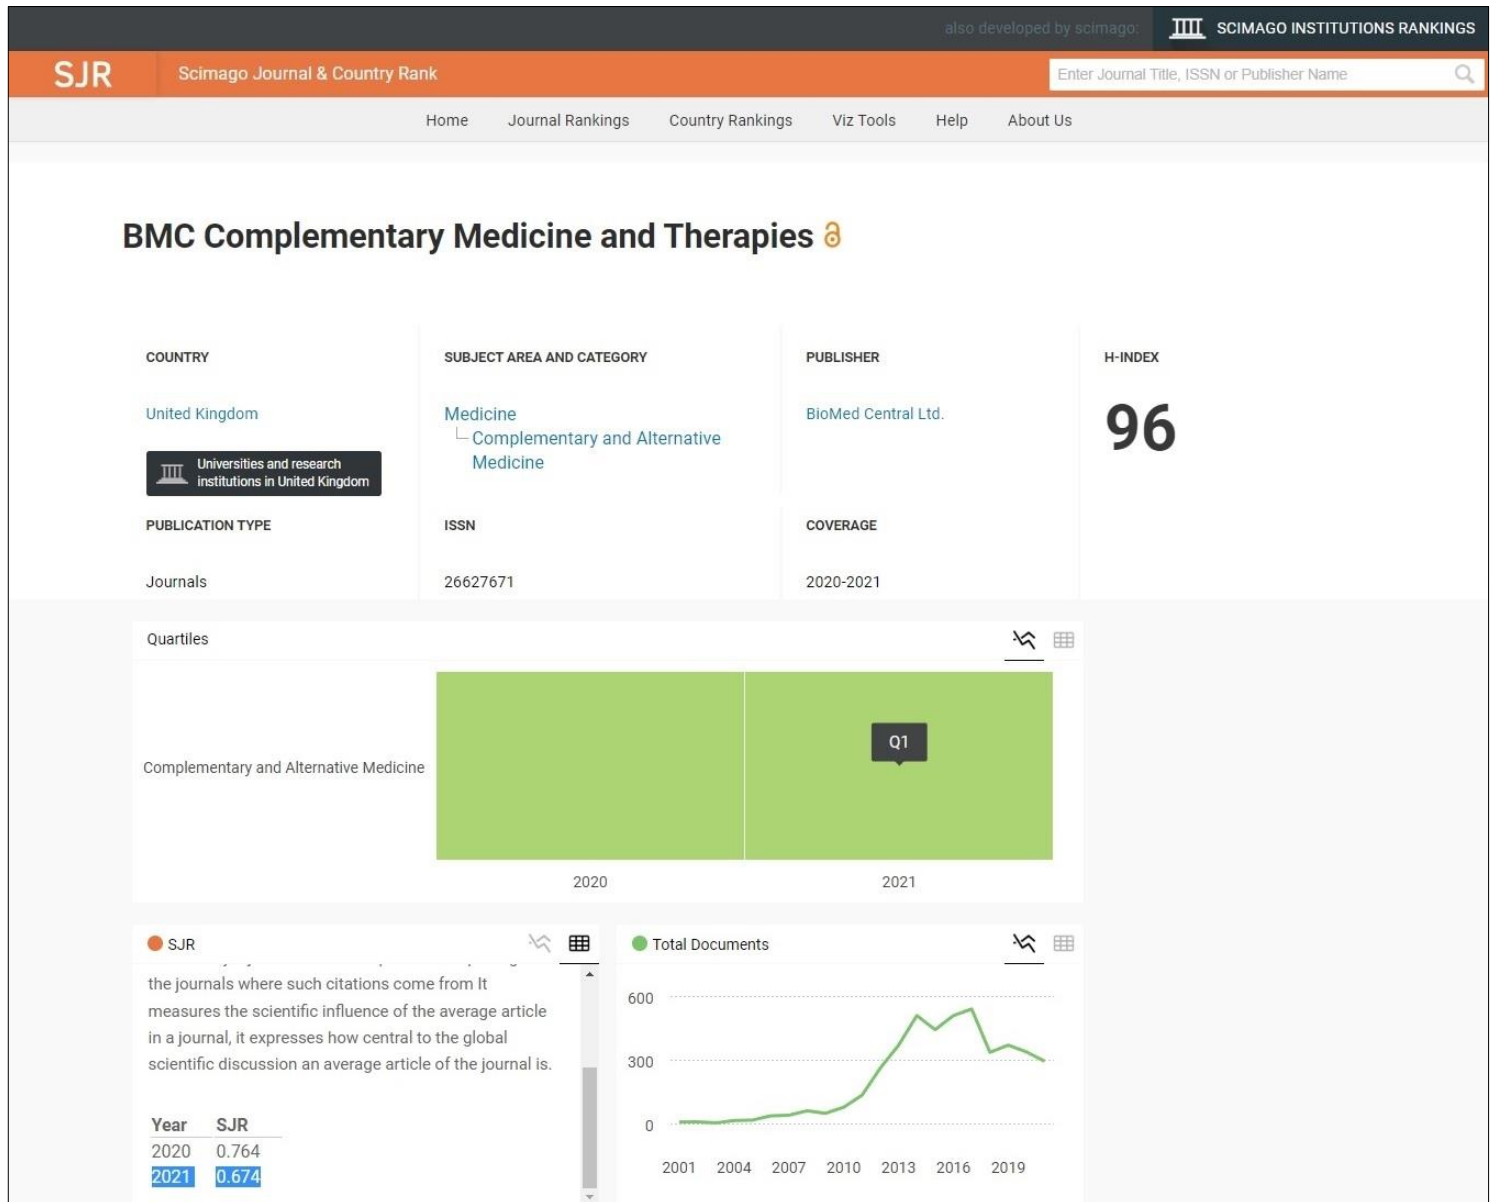 also developed by scimago:
SCIMAGO INSTITUTIONS RANKINGS
SJR
Scimago Journal & Country Rank
Enter Journal Title, ISSN or Publisher Name
Home
Journal Rankings
Country Rankings
Viz Tools
Help
About Us
BMC Complementary Medicine and Therapies
COUNTRY
United Kingdom
Universities and research
institutions in United Kingdom
SUBJECT AREA AND CATEGORY
Medicine
Complementary and Alternative
Medicine
PUBLISHER
BioMed Central Ltd.
H-INDEX
96
PUBLICATION TYPE
Journals
ISSN
26627671
COVERAGE
2020-2021
Quartiles
Complementary and Alternative Medicine
Q1
2020
2021
SJR
the journals where such citations come from It
measures the scientific influence of the average article
in a journal, it expresses how central to the global
scientific discussion an average article of the journal is.
Year SJR
2020 0.764
2021 0.674
Total Documents
600
300
0
2001 2004 2007 2010 2013 2016 2019